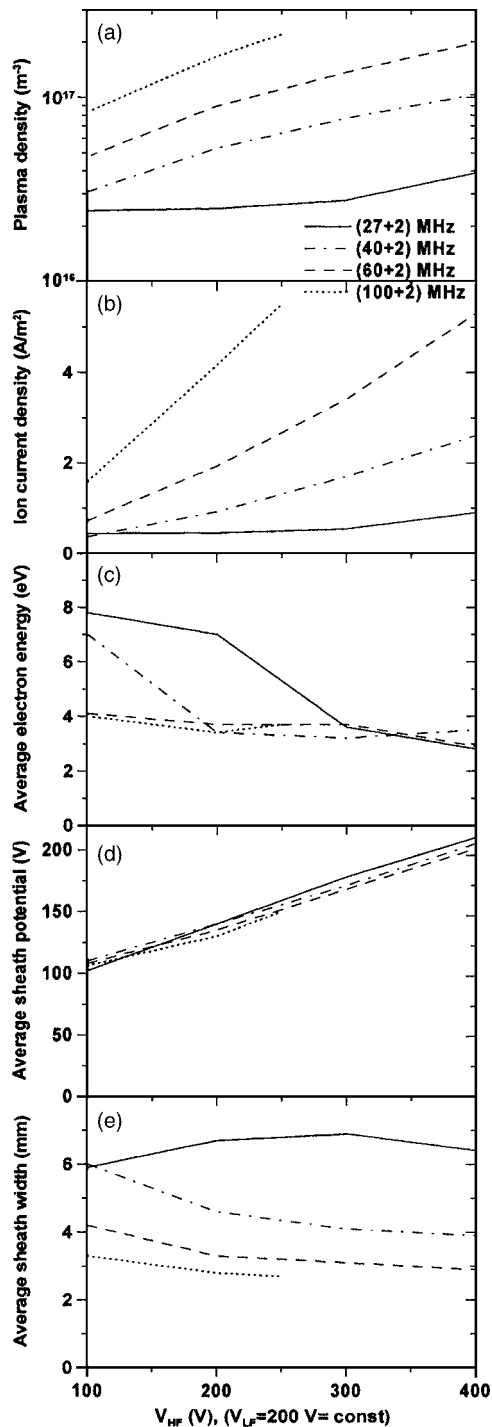 (a)
Plasma density (m⁻³)
10¹⁷
10¹⁶
(27+2) MHz
(40+2) MHz
(60+2) MHz
(100+2) MHz
(b)
Ion current density (A/m²)
4
2
0
(c)
Average electron energy (eV)
8
6
4
2
0
(d)
Average sheath potential (V)
200
150
100
50
0
(e)
Average sheath width (mm)
6
4
2
0
100 200 300 400
V_HF (V), (V_LF=200 V= const)